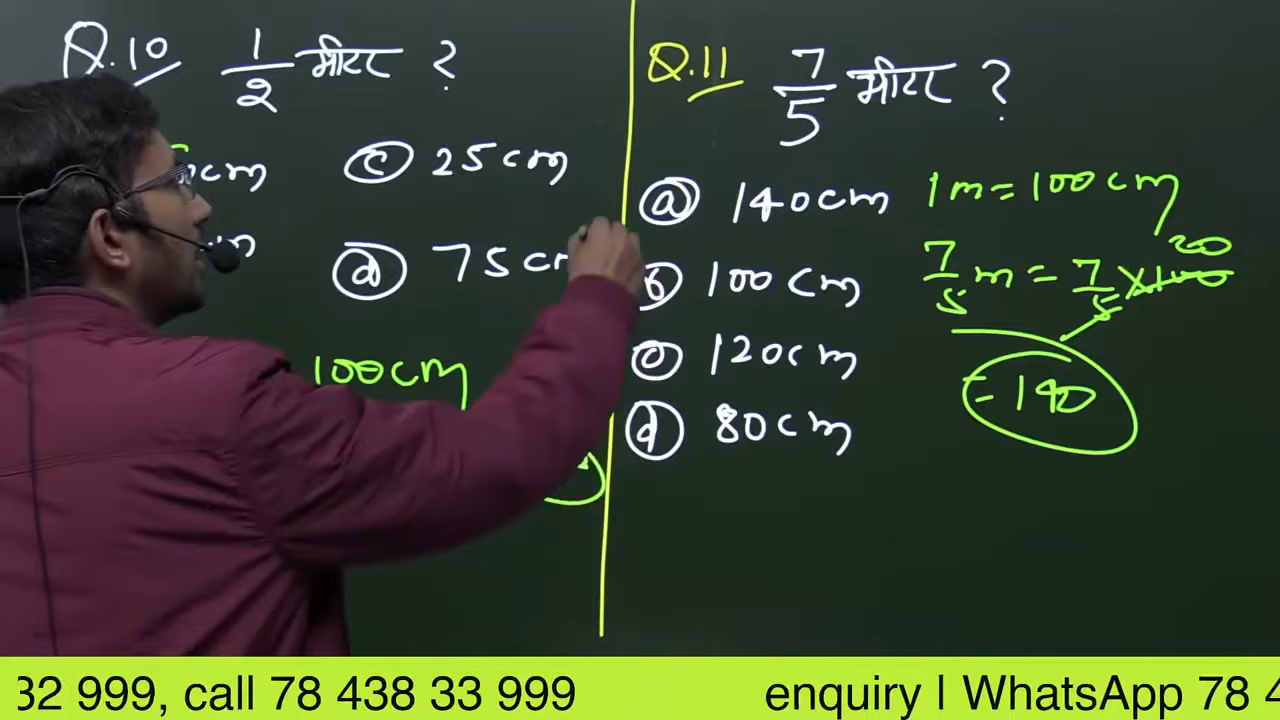 Q.10 1/2 मीटर ?
cm
ⓒ 25cm
ⓓ 75cm
100cm
Q.11 7/5 मीटर ?
ⓐ 140cm
ⓑ 100cm
ⓒ 120cm
ⓓ 80cm
1m=100cm
20
7/5 m = 7/5 ×100
= 140
32 999, call 78 438 33 999 enquiry | WhatsApp 78 4